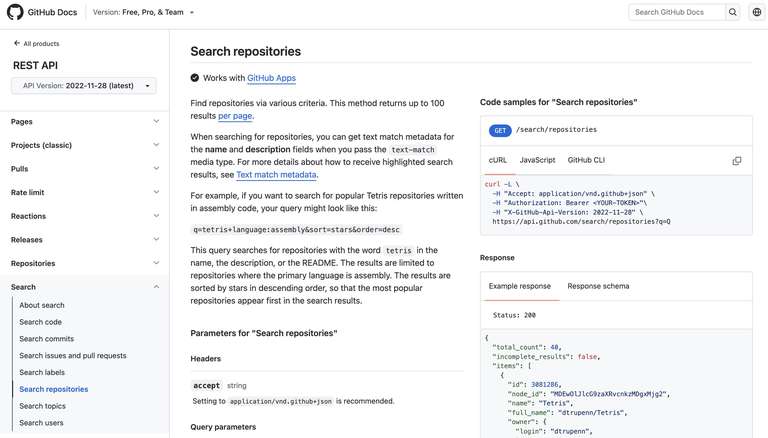 GitHub Docs
Version: Free, Pro, & Team
Search GitHub Docs
All products
REST API
API Version: 2022-11-28 (latest)
Pages
Projects (classic)
Pulls
Rate limit
Reactions
Releases
Repositories
Search
About search
Search code
Search commits
Search issues and pull requests
Search labels
Search repositories
Search topics
Search users
Search repositories
Works with GitHub Apps
Find repositories via various criteria. This method returns up to 100
results per page.
When searching for repositories, you can get text match metadata for
the name and description fields when you pass the text-match
media type. For more details about how to receive highlighted search
results, see Text match metadata.
For example, if you want to search for popular Tetris repositories written
in assembly code, your query might look like this:
q=tetris+language:assembly&sort=stars&order=desc
This query searches for repositories with the word tetris in the
name, the description, or the README. The results are limited to
repositories where the primary language is assembly. The results are
sorted by stars in descending order, so that the most popular
repositories appear first in the search results.
Parameters for "Search repositories"
Headers
accept string
Setting to application/vnd.github+json is recommended.
Query parameters
Code samples for "Search repositories"
GET /search/repositories
cURL JavaScript GitHub CLI
curl -L \
-H "Accept: application/vnd.github+json" \
-H "Authorization: Bearer <YOUR-TOKEN>"\
-H "X-GitHub-Api-Version: 2022-11-28" \
https://api.github.com/search/repositories?q=Q
Response
Example response Response schema
Status: 200
{
"total_count": 40,
"incomplete_results": false,
"items": [
{
"id": 3081286,
"node_id": "MDEwOlJlcG9zaXRvcnkzMDgxMjg2",
"name": "Tetris",
"full_name": "dtrupenn/Tetris",
"owner": {
"login": "dtrupenn",